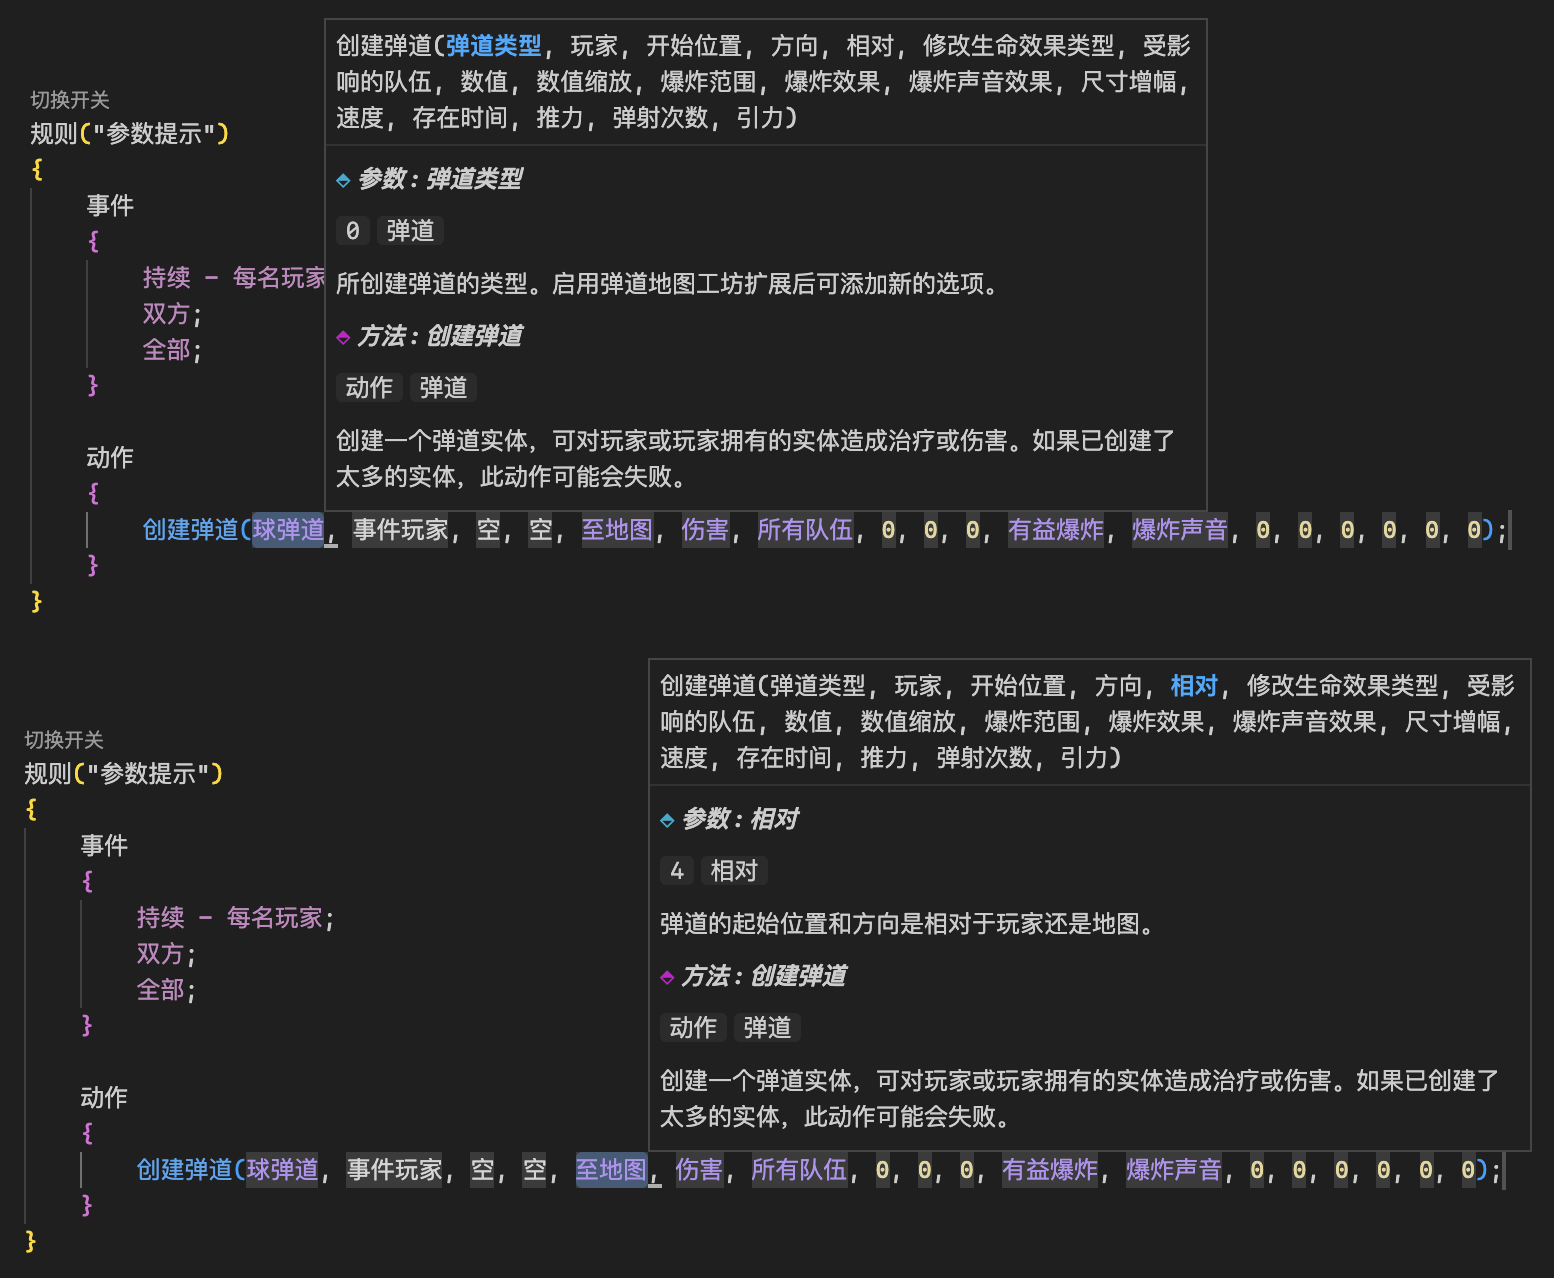 创建弹道(弹道类型, 玩家, 开始位置, 方向, 相对, 修改生命效果类型, 受影
响的队伍, 数值, 数值缩放, 爆炸范围, 爆炸效果, 爆炸声音效果, 尺寸增幅,
速度, 存在时间, 推力, 弹射次数, 引力)
切换开关
规则("参数提示")
{
参数 : 弹道类型
0 弹道
事件
{
所创建弹道的类型。启用弹道地图工坊扩展后可添加新的选项。
持续 - 每名玩家
双方;
全部;
}
方法 : 创建弹道
动作 弹道
创建一个弹道实体，可对玩家或玩家拥有的实体造成治疗或伤害。如果已创建了
太多的实体，此动作可能会失败。
动作
{
创建弹道(球弹道, 事件玩家, 空, 空, 至地图, 伤害, 所有队伍, 0, 0, 0, 有益爆炸, 爆炸声音, 0, 0, 0, 0, 0, 0);
}
}
创建弹道(弹道类型, 玩家, 开始位置, 方向, 相对, 修改生命效果类型, 受影
响的队伍, 数值, 数值缩放, 爆炸范围, 爆炸效果, 爆炸声音效果, 尺寸增幅,
速度, 存在时间, 推力, 弹射次数, 引力)
切换开关
规则("参数提示")
{
参数 : 相对
4 相对
事件
{
弹道的起始位置和方向是相对于玩家还是地图。
持续 - 每名玩家;
双方;
全部;
}
方法 : 创建弹道
动作 弹道
创建一个弹道实体，可对玩家或玩家拥有的实体造成治疗或伤害。如果已创建了
太多的实体，此动作可能会失败。
动作
{
创建弹道(球弹道, 事件玩家, 空, 空, 至地图, 伤害, 所有队伍, 0, 0, 0, 有益爆炸, 爆炸声音, 0, 0, 0, 0, 0, 0);
}
}